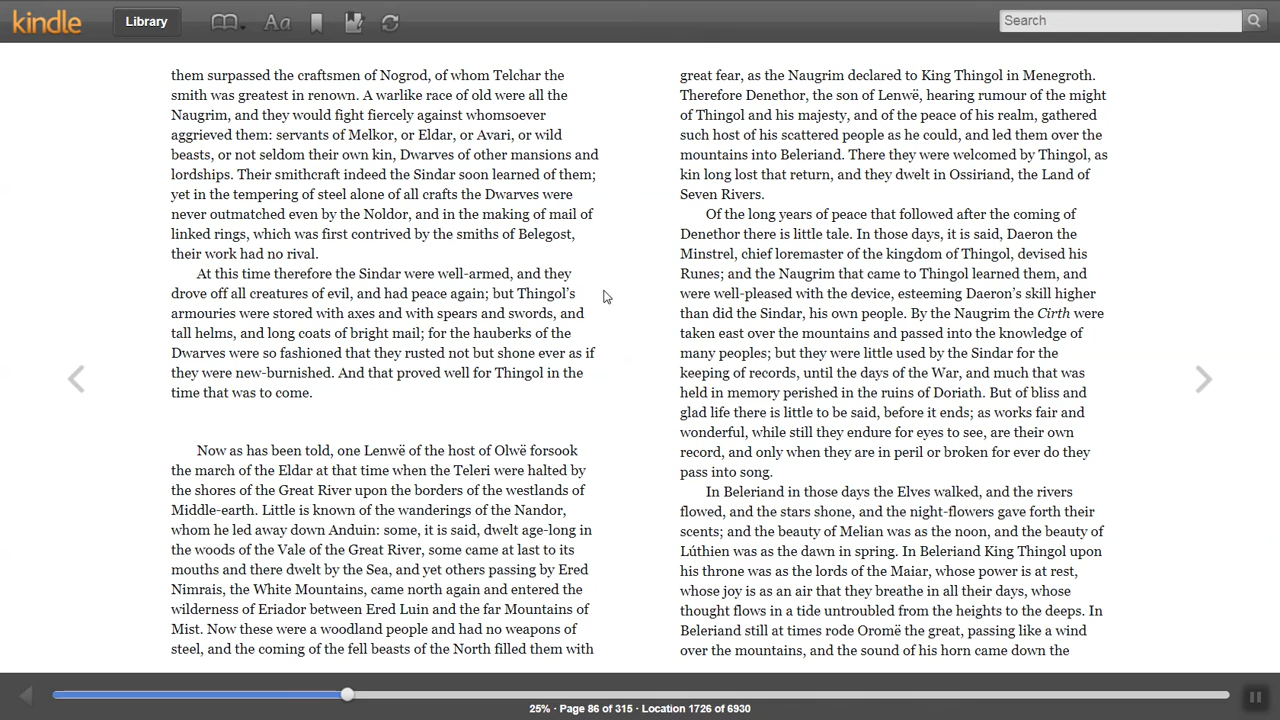 kindle
Library
Aa
Search
them surpassed the craftsmen of Nogrod, of whom Telchar the
smith was greatest in renown. A warlike race of old were all the
Naugrim, and they would fight fiercely against whomsoever
aggrieved them: servants of Melkor, or Eldar, or Avari, or wild
beasts, or not seldom their own kin, Dwarves of other mansions and
lordships. Their smithcraft indeed the Sindar soon learned of them;
yet in the tempering of steel alone of all crafts the Dwarves were
never outmatched even by the Noldor, and in the making of mail of
linked rings, which was first contrived by the smiths of Belegost,
their work had no rival.
At this time therefore the Sindar were well-armed, and they
drove off all creatures of evil, and had peace again; but Thingol's
armouries were stored with axes and with spears and swords, and
tall helms, and long coats of bright mail; for the hauberks of the
Dwarves were so fashioned that they rusted not but shone ever as if
they were new-burnished. And that proved well for Thingol in the
time that was to come.
Now as has been told, one Lenwë of the host of Olwë forsook
the march of the Eldar at that time when the Teleri were halted by
the shores of the Great River upon the borders of the westlands of
Middle-earth. Little is known of the wanderings of the Nandor,
whom he led away down Anduin: some, it is said, dwelt age-long in
the woods of the Vale of the Great River, some came at last to its
mouths and there dwelt by the Sea, and yet others passing by Ered
Nimrais, the White Mountains, came north again and entered the
wilderness of Eriador between Ered Luin and the far Mountains of
Mist. Now these were a woodland people and had no weapons of
steel, and the coming of the fell beasts of the North filled them with
great fear, as the Naugrim declared to King Thingol in Menegroth.
Therefore Denethor, the son of Lenwë, hearing rumour of the might
of Thingol and his majesty, and of the peace of his realm, gathered
such host of his scattered people as he could, and led them over the
mountains into Beleriand. There they were welcomed by Thingol, as
kin long lost that return, and they dwelt in Ossiriand, the Land of
Seven Rivers.
Of the long years of peace that followed after the coming of
Denethor there is little tale. In those days, it is said, Daeron the
Minstrel, chief loremaster of the kingdom of Thingol, devised his
Runes; and the Naugrim that came to Thingol learned them, and
were well-pleased with the device, esteeming Daeron's skill higher
than did the Sindar, his own people. By the Naugrim the Cirth were
taken east over the mountains and passed into the knowledge of
many peoples; but they were little used by the Sindar for the
keeping of records, until the days of the War, and much that was
held in memory perished in the ruins of Doriath. But of bliss and
glad life there is little to be said, before it ends; as works fair and
wonderful, while still they endure for eyes to see, are their own
record, and only when they are in peril or broken for ever do they
pass into song.
In Beleriand in those days the Elves walked, and the rivers
flowed, and the stars shone, and the night-flowers gave forth their
scents; and the beauty of Melian was as the noon, and the beauty of
Lúthien was as the dawn in spring. In Beleriand King Thingol upon
his throne was as the lords of the Maiar, whose power is at rest,
whose joy is as an air that they breathe in all their days, whose
thought flows in a tide untroubled from the heights to the deeps. In
Beleriand still at times rode Oromë the great, passing like a wind
over the mountains, and the sound of his horn came down the
25% · Page 86 of 315 · Location 1726 of 6930